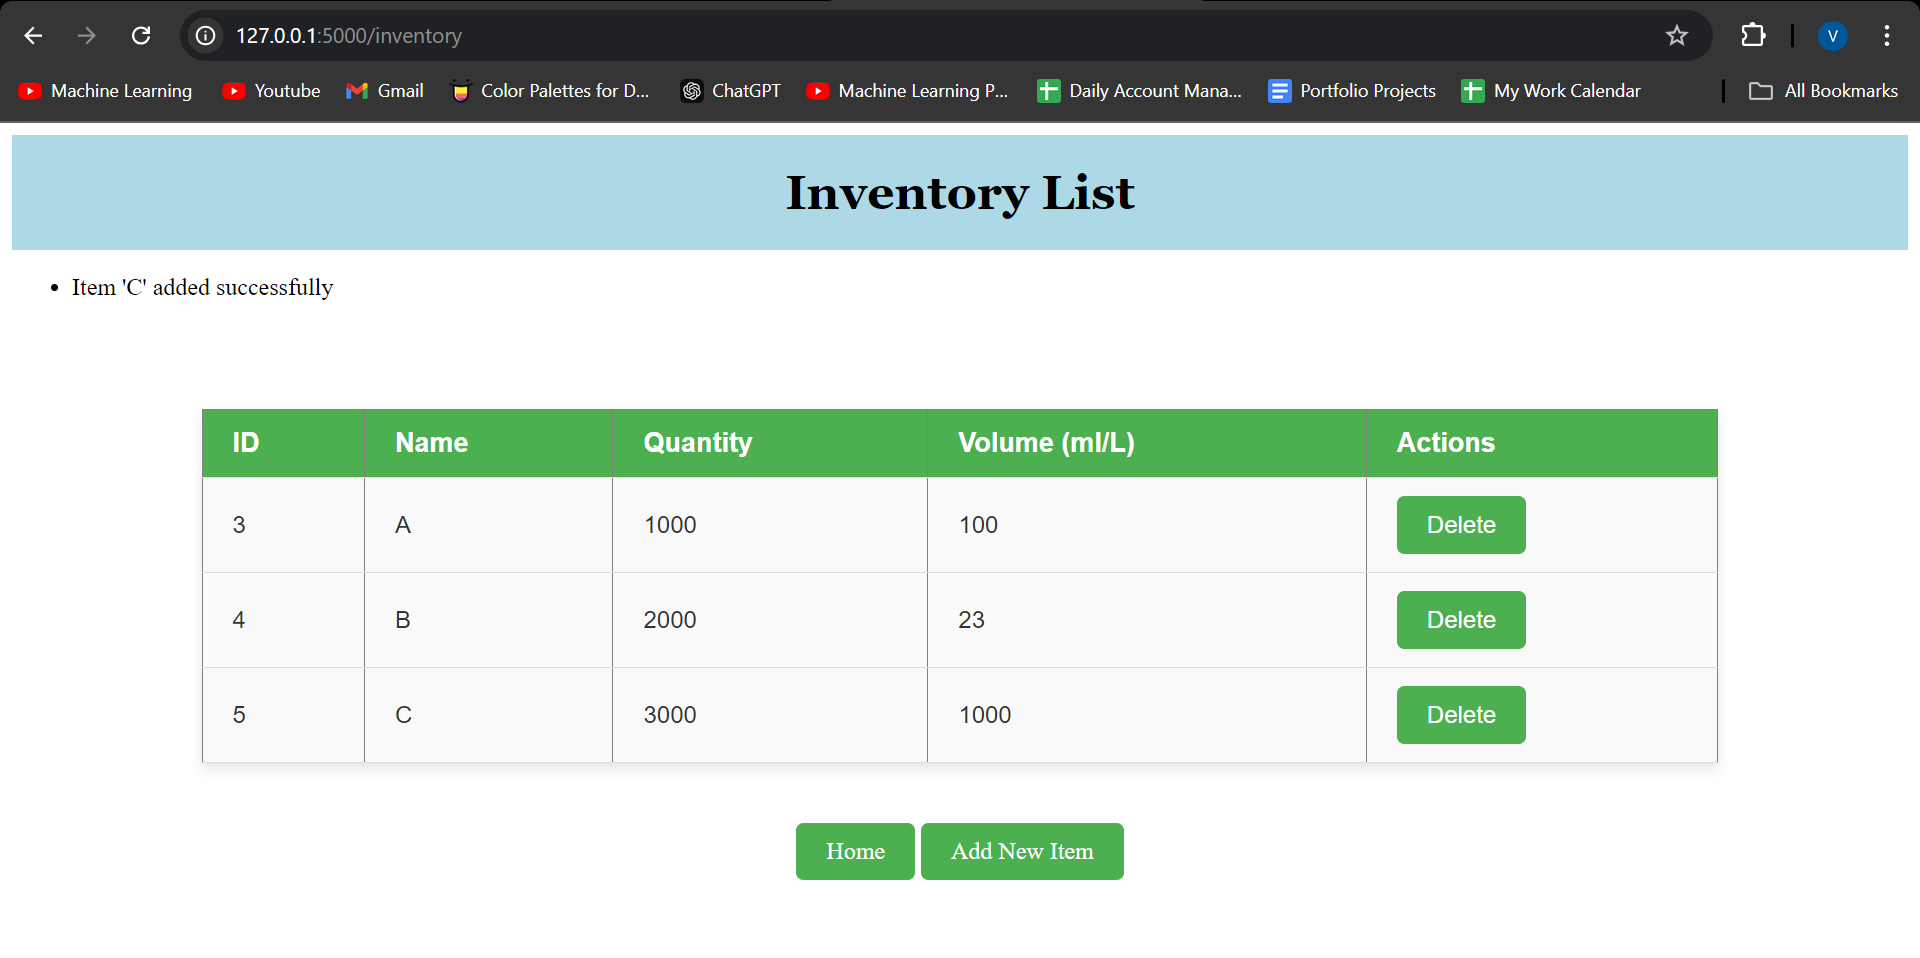 127.0.0.1:5000/inventory
V
Machine Learning Youtube Gmail Color Palettes for D... ChatGPT Machine Learning P... Daily Account Mana... Portfolio Projects My Work Calendar All Bookmarks
Inventory List
• Item 'C' added successfully
ID Name Quantity Volume (ml/L) Actions
3 A 1000 100 Delete
4 B 2000 23 Delete
5 C 3000 1000 Delete
Home Add New Item